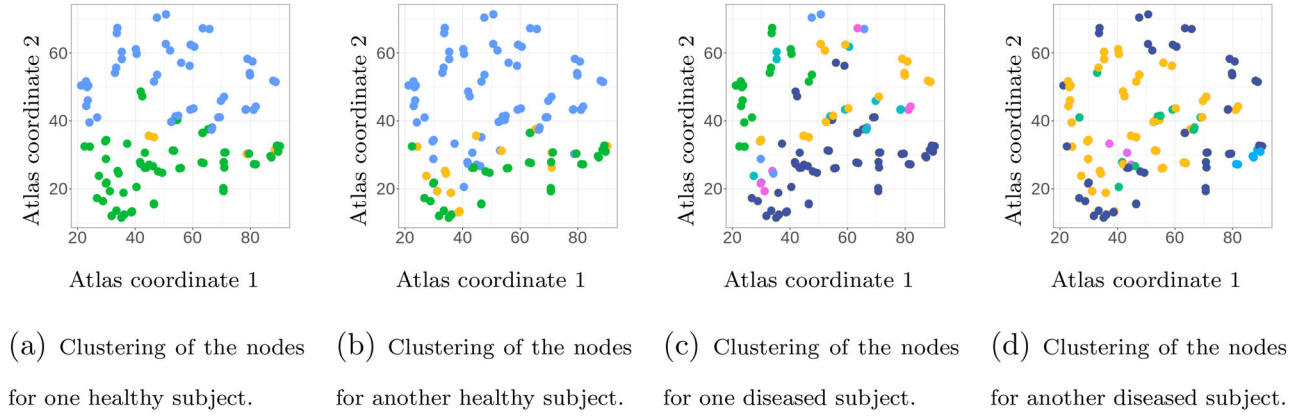 Atlas coordinate 2
60
40
20
20 40 60 80
Atlas coordinate 1
Atlas coordinate 2
60
40
20
20 40 60 80
Atlas coordinate 1
Atlas coordinate 2
60
40
20
20 40 60 80
Atlas coordinate 1
Atlas coordinate 2
60
40
20
20 40 60 80
Atlas coordinate 1
(a) Clustering of the nodes
for one healthy subject.
(b) Clustering of the nodes
for another healthy subject.
(c) Clustering of the nodes
for one diseased subject.
(d) Clustering of the nodes
for another diseased subject.